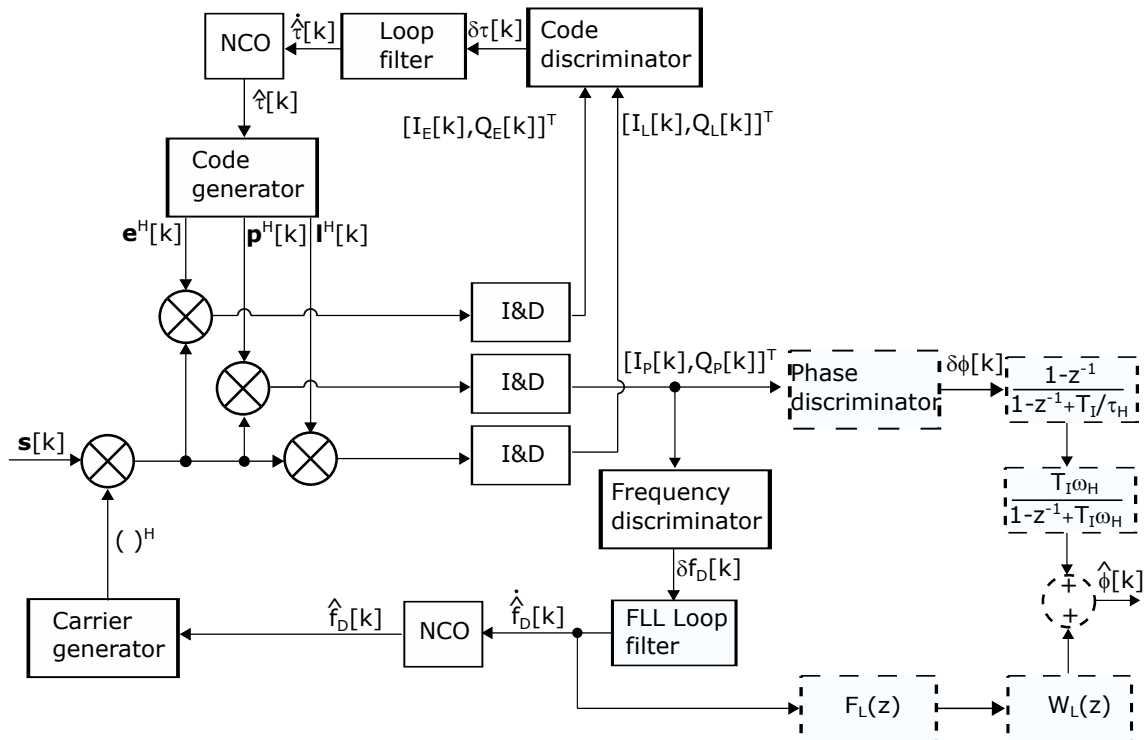 NCO
τ̂̇[k]
Loop
filter
δτ[k]
Code
discriminator
τ̂[k]
[I_E[k],Q_E[k]]^T
[I_L[k],Q_L[k]]^T
Code
generator
e^H[k]
p^H[k]
l^H[k]
I&D
I&D
I&D
[I_P[k],Q_P[k]]^T
Phase
discriminator
δϕ[k]
1-z^-1
1-z^-1+T_I/τ_H
s[k]
T_Iω_H
1-z^-1+T_Iω_H
Frequency
discriminator
( )^H
δf_D[k]
+
+
ϕ̂[k]
Carrier
generator
f̂_D[k]
NCO
f̂̇_D[k]
FLL Loop
filter
F_L(z)
W_L(z)